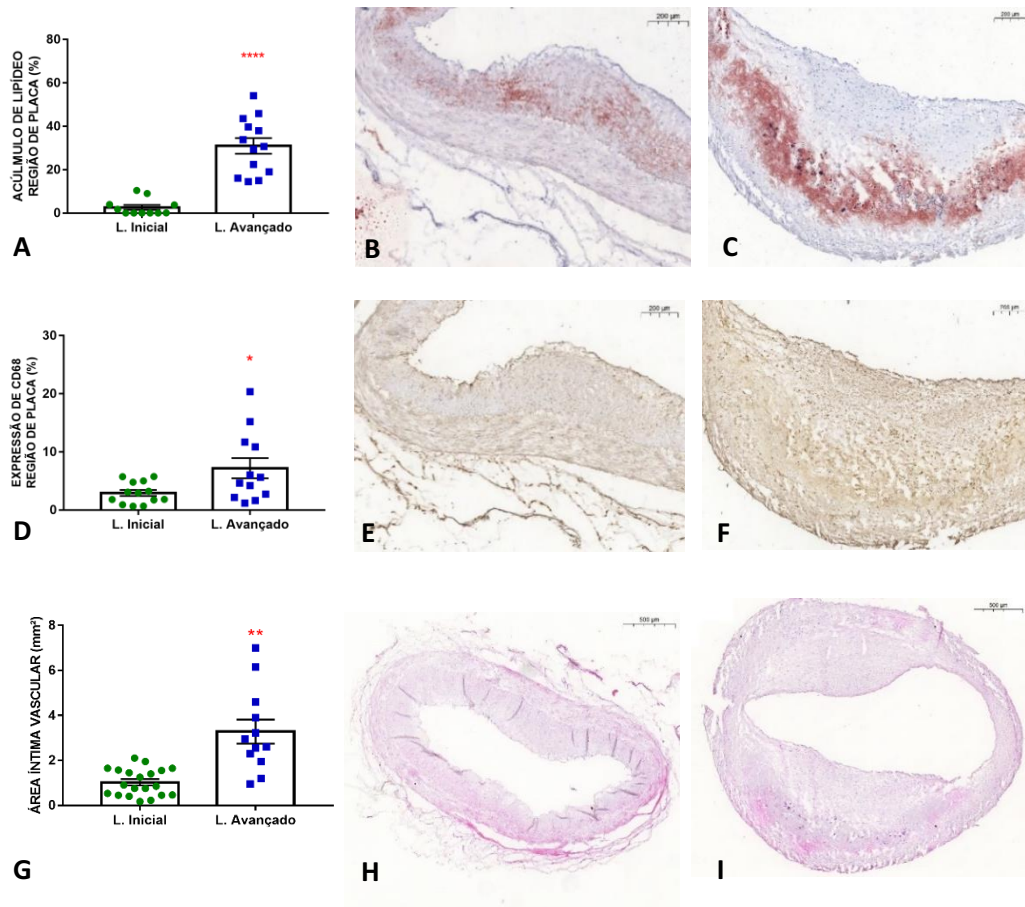 ACÚMULO DE LIPÍDEO
REGIÃO DE PLACA (%)
80
60
40
20
0
****
L. Inicial
L. Avançado
A
200 µm
B
200 µm
C
EXPRESSÃO DE CD68
REGIÃO DE PLACA (%)
30
20
10
0
*
L. Inicial
L. Avançado
D
200 µm
E
200 µm
F
ÁREA ÍNTIMA VASCULAR (mm²)
8
6
4
2
0
**
L. Inicial
L. Avançado
G
500 µm
H
500 µm
I